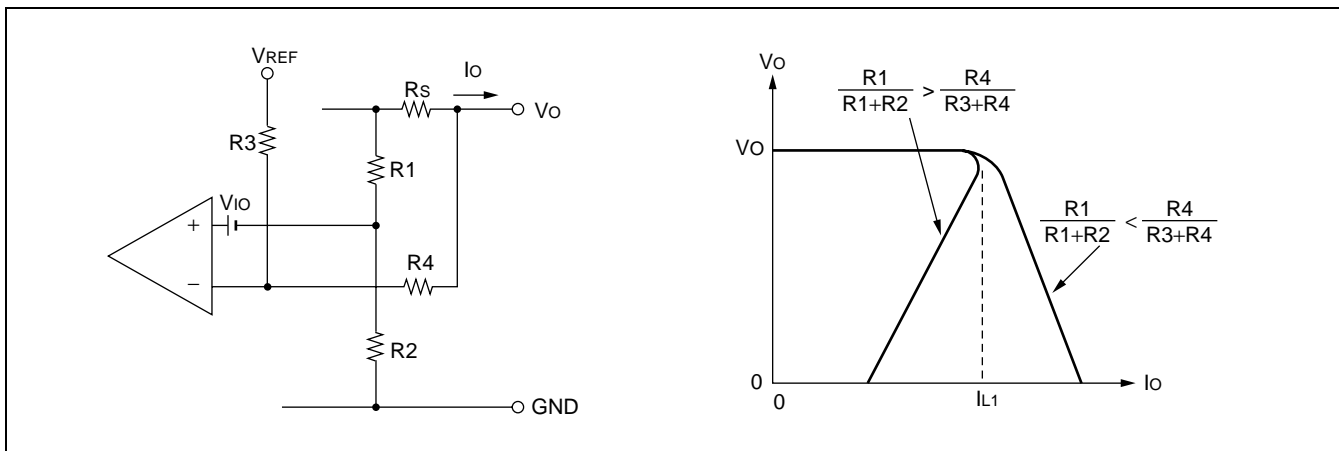 VREF
R3
IO
RS
VO
R1
VIO
+
−
R4
R2
GND
VO
R1
R1+R2
>
R4
R3+R4
VO
R1
R1+R2
<
R4
R3+R4
0
0
IL1
IO